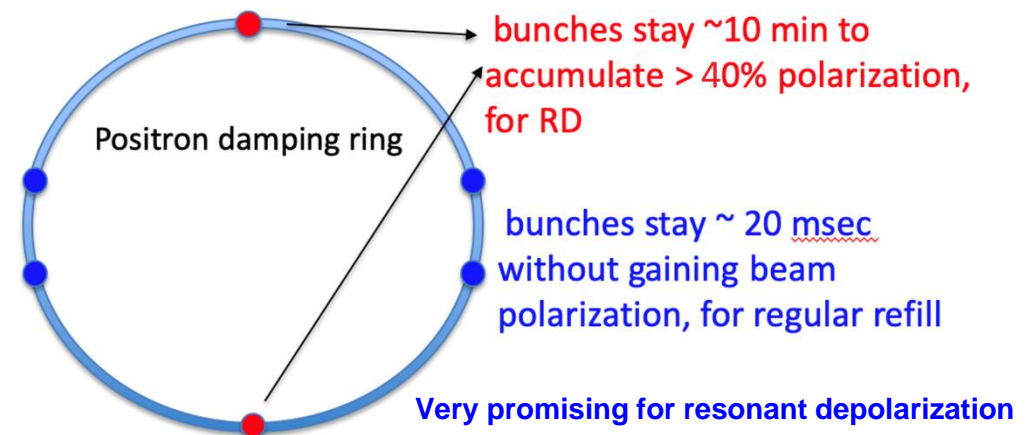 bunches stay ~10 min to
accumulate > 40% polarization,
for RD
Positron damping ring
bunches stay ~ 20 msec
without gaining beam
polarization, for regular refill
Very promising for resonant depolarization